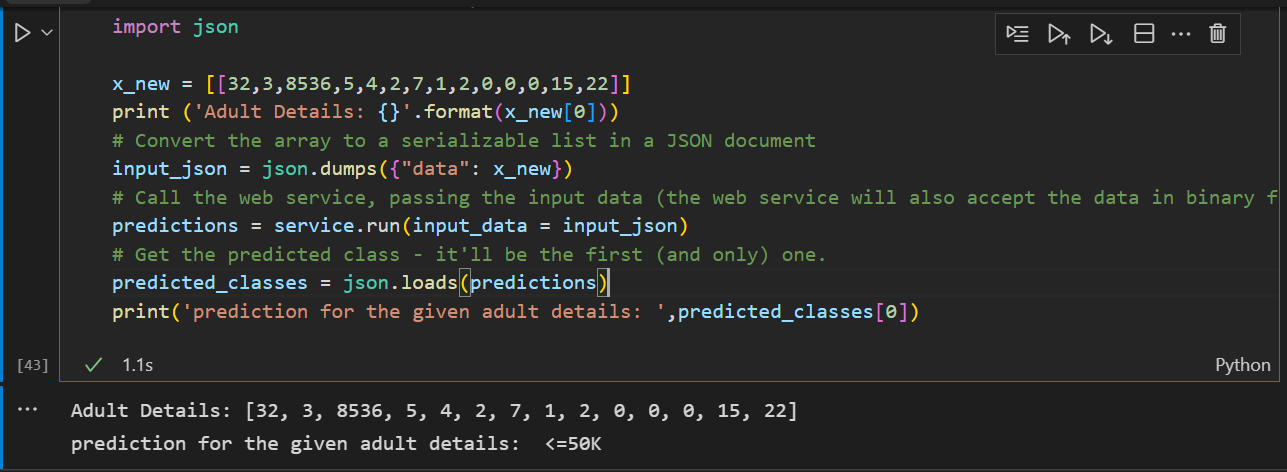 import json
x_new = [[32,3,8536,5,4,2,7,1,2,0,0,0,15,22]]
print ('Adult Details: {}'.format(x_new[0]))
# Convert the array to a serializable list in a JSON document
input_json = json.dumps({"data": x_new})
# Call the web service, passing the input data (the web service will also accept the data in binary f
predictions = service.run(input_data = input_json)
# Get the predicted class - it'll be the first (and only) one.
predicted_classes = json.loads(predictions)
print('prediction for the given adult details: ',predicted_classes[0])
[43] 1.1s Python
Adult Details: [32, 3, 8536, 5, 4, 2, 7, 1, 2, 0, 0, 0, 15, 22]
prediction for the given adult details:  <=50K